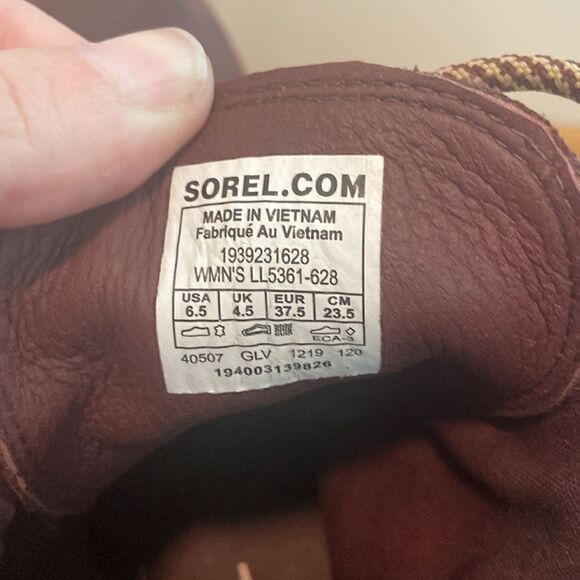 SOREL.COM
MADE IN VIETNAM
Fabriqué Au Vietnam
1939231628
WMN'S LL5361-628
USA UK EUR CM
6.5 4.5 37.5 23.5
ECA-3
40507 GLV 1219 120
194003139826